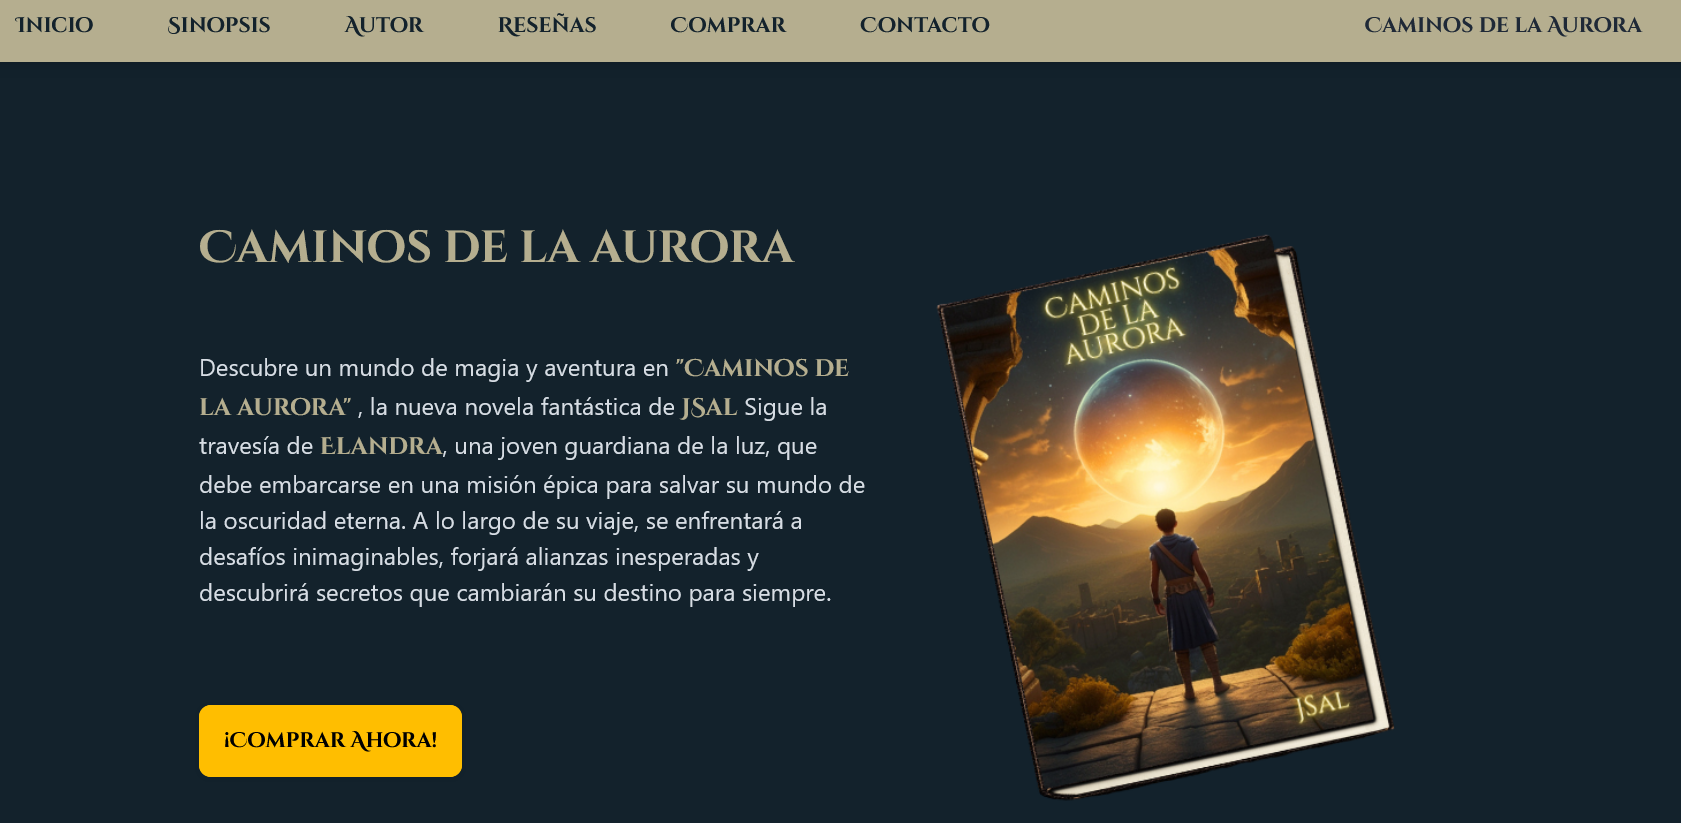 Inicio
Sinopsis
Autor
Reseñas
Comprar
Contacto
Caminos de la Aurora
Caminos de la aurora
Descubre un mundo de magia y aventura en "Caminos de
la aurora" , la nueva novela fantástica de JSal Sigue la
travesía de Elandra, una joven guardiana de la luz, que
debe embarcarse en una misión épica para salvar su mundo de
la oscuridad eterna. A lo largo de su viaje, se enfrentará a
desafíos inimaginables, forjará alianzas inesperadas y
descubrirá secretos que cambiarán su destino para siempre.
¡Comprar Ahora!
Caminos
de la
aurora
JSal